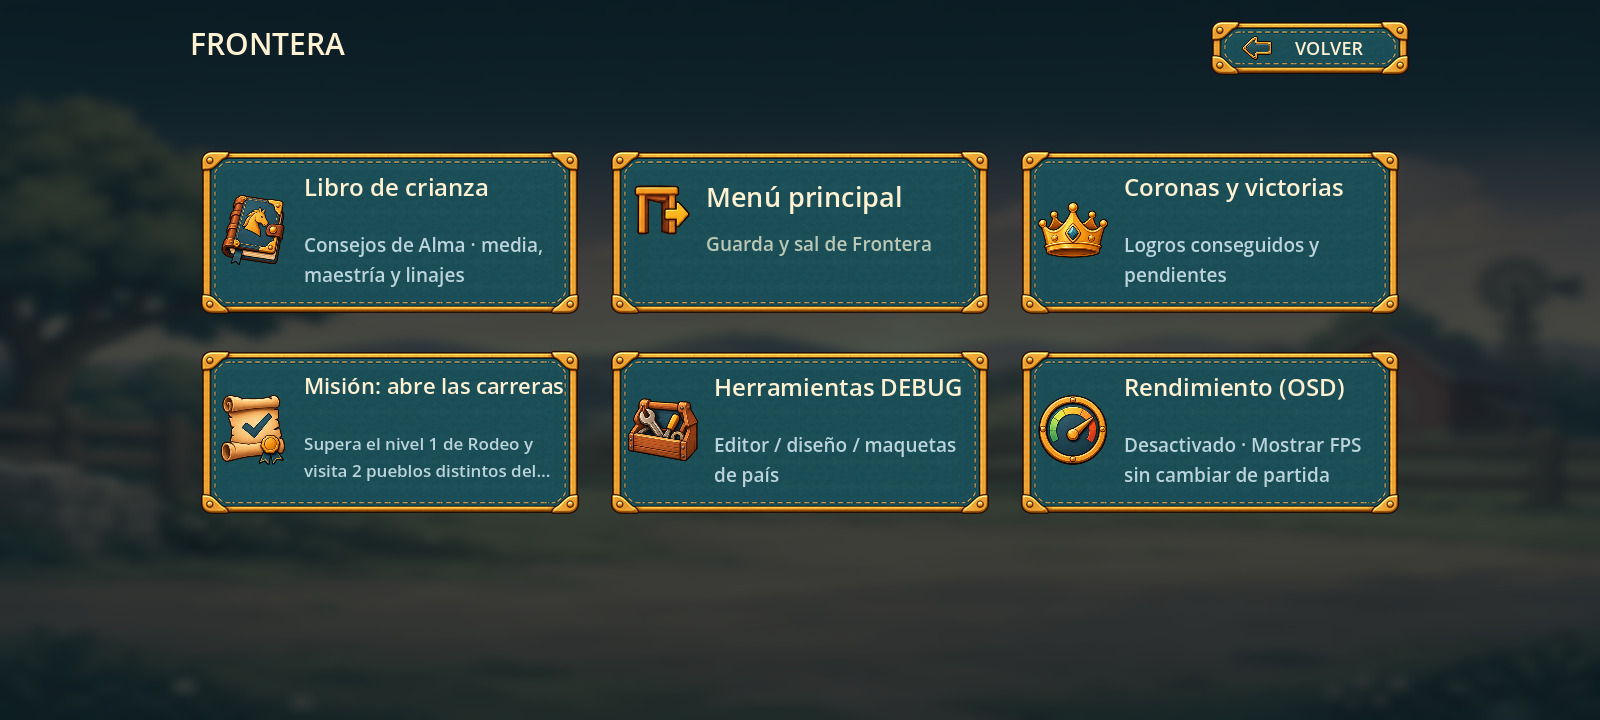 FRONTERA
VOLVER
Libro de crianza
Consejos de Alma · media,
maestría y linajes
Menú principal
Guarda y sal de Frontera
Coronas y victorias
Logros conseguidos y
pendientes
Misión: abre las carreras
Supera el nivel 1 de Rodeo y
visita 2 pueblos distintos del...
Herramientas DEBUG
Editor / diseño / maquetas
de país
Rendimiento (OSD)
Desactivado · Mostrar FPS
sin cambiar de partida